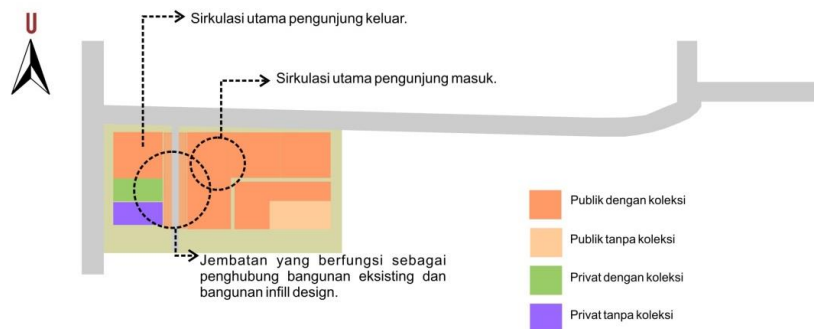 U
Sirkulasi utama pengunjung keluar.
Sirkulasi utama pengunjung masuk.
Jembatan yang berfungsi sebagai
penghubung bangunan eksisting dan
bangunan infill design.
Publik dengan koleksi
Publik tanpa koleksi
Privat dengan koleksi
Privat tanpa koleksi